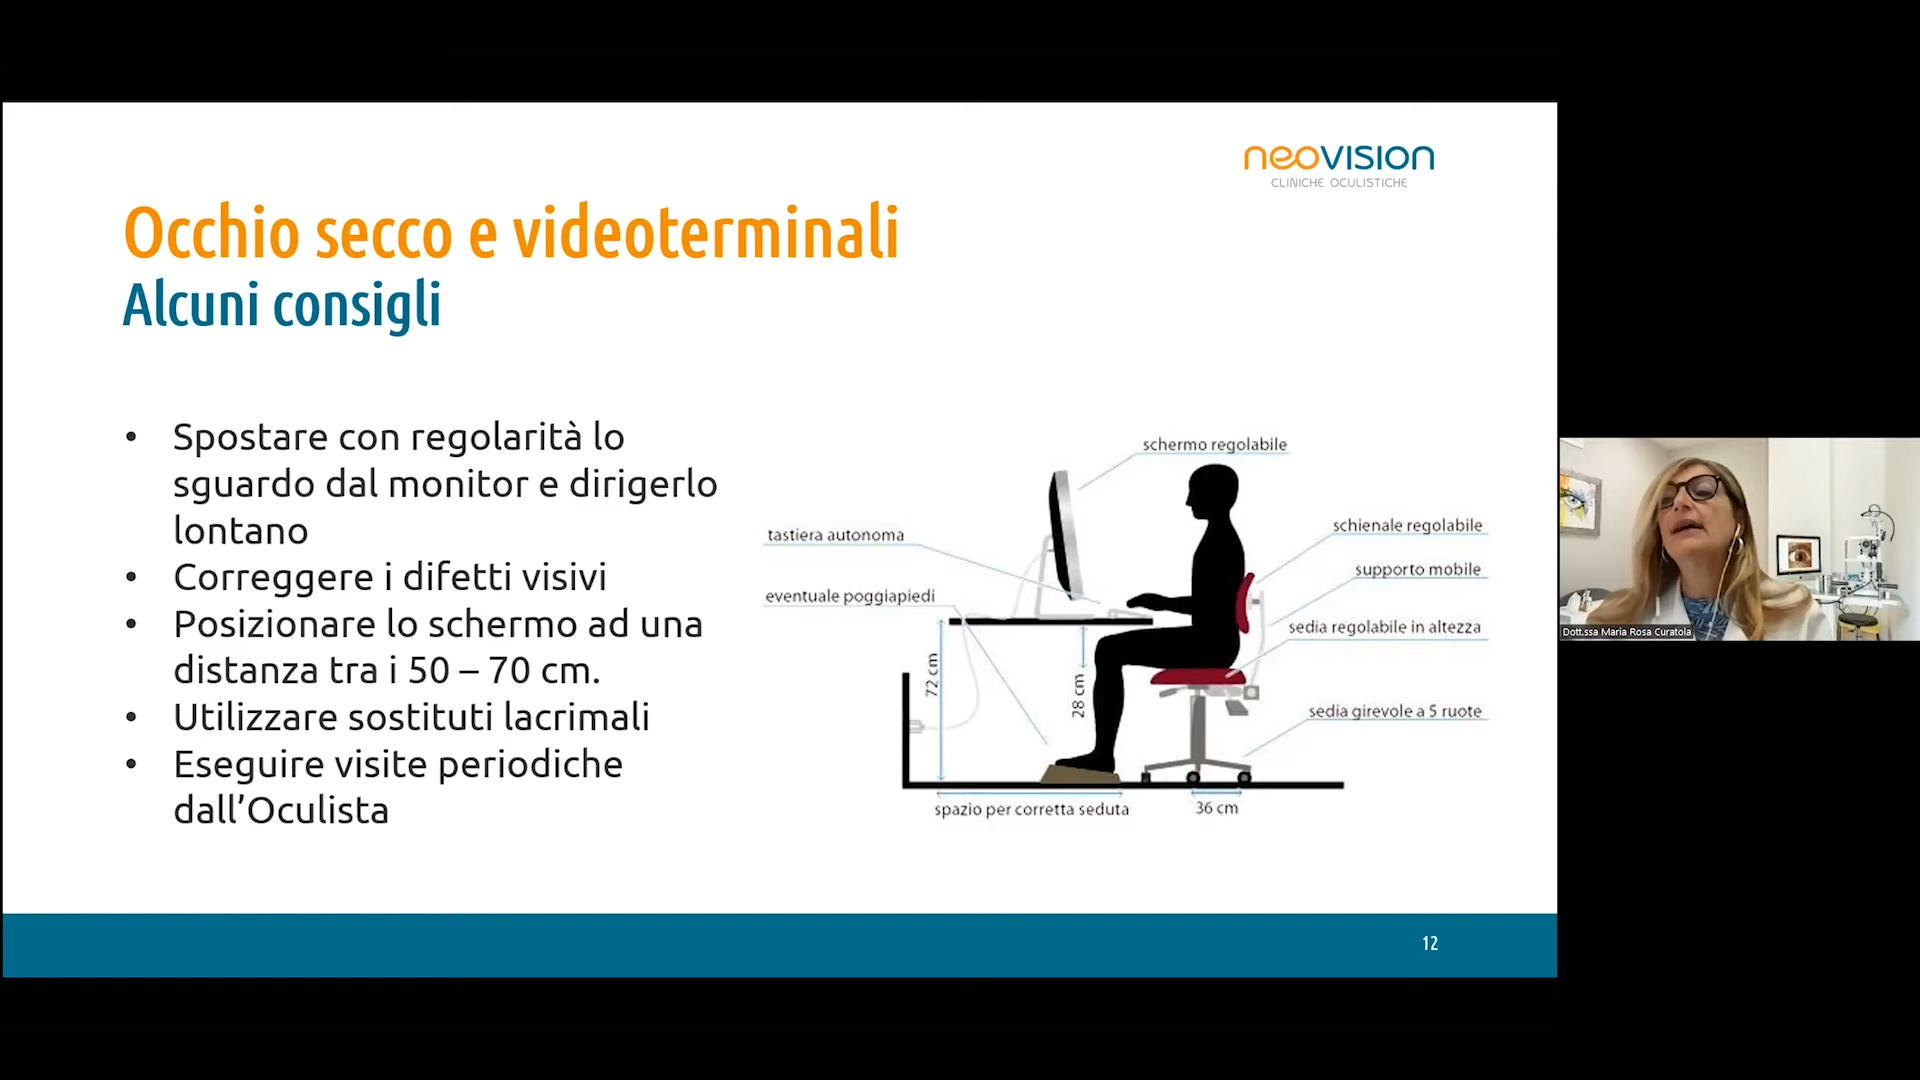 neovision
CLINICHE OCULISTICHE
Occhio secco e videoterminali
Alcuni consigli
• Spostare con regolarità lo
sguardo dal monitor e dirigerlo
lontano
• Correggere i difetti visivi
• Posizionare lo schermo ad una
distanza tra i 50 – 70 cm.
• Utilizzare sostituti lacrimali
• Eseguire visite periodiche
dall’Oculista
schermo regolabile
tastiera autonoma
eventuale poggiapiedi
schienale regolabile
supporto mobile
sedia regolabile in altezza
sedia girevole a 5 ruote
72 cm
28 cm
spazio per corretta seduta
36 cm
12
Dott.ssa Maria Rosa Curatola